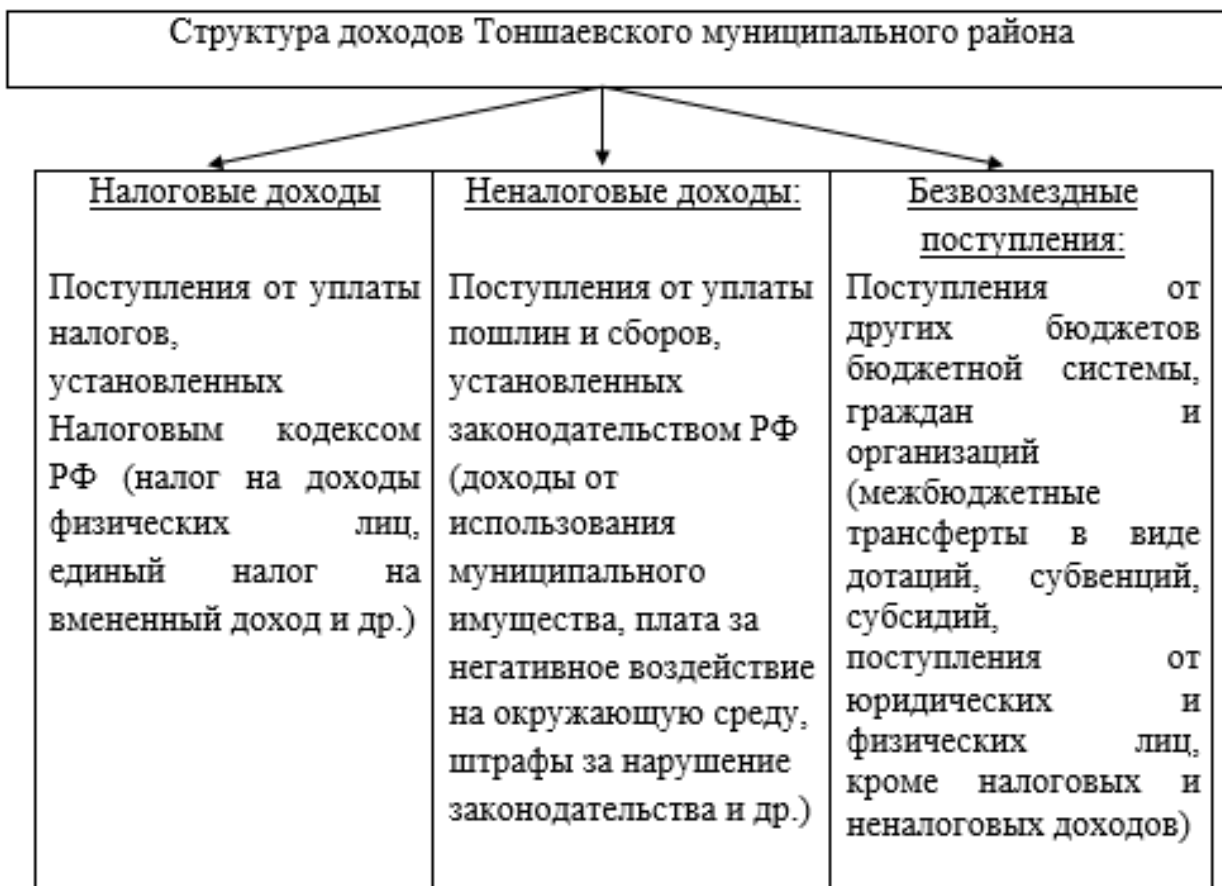 Структура доходов Тоншаевского муниципального района
Налоговые доходы
Поступления от уплаты
налогов,
установленных
Налоговым кодексом
РФ (налог на доходы
физических лиц,
единый налог на
вмененный доход и др.)
Неналоговые доходы:
Поступления от уплаты
пошлин и сборов,
установленных
законодательством РФ
(доходы от
использования
муниципального
имущества, плата за
негативное воздействие
на окружающую среду,
штрафы за нарушение
законодательства и др.)
Безвозмездные
поступления:
Поступления от
других бюджетов
бюджетной системы,
граждан и
организаций
(межбюджетные
трансферты в виде
дотаций, субвенций,
субсидий,
поступления от
юридических и
физических лиц,
кроме налоговых и
неналоговых доходов)